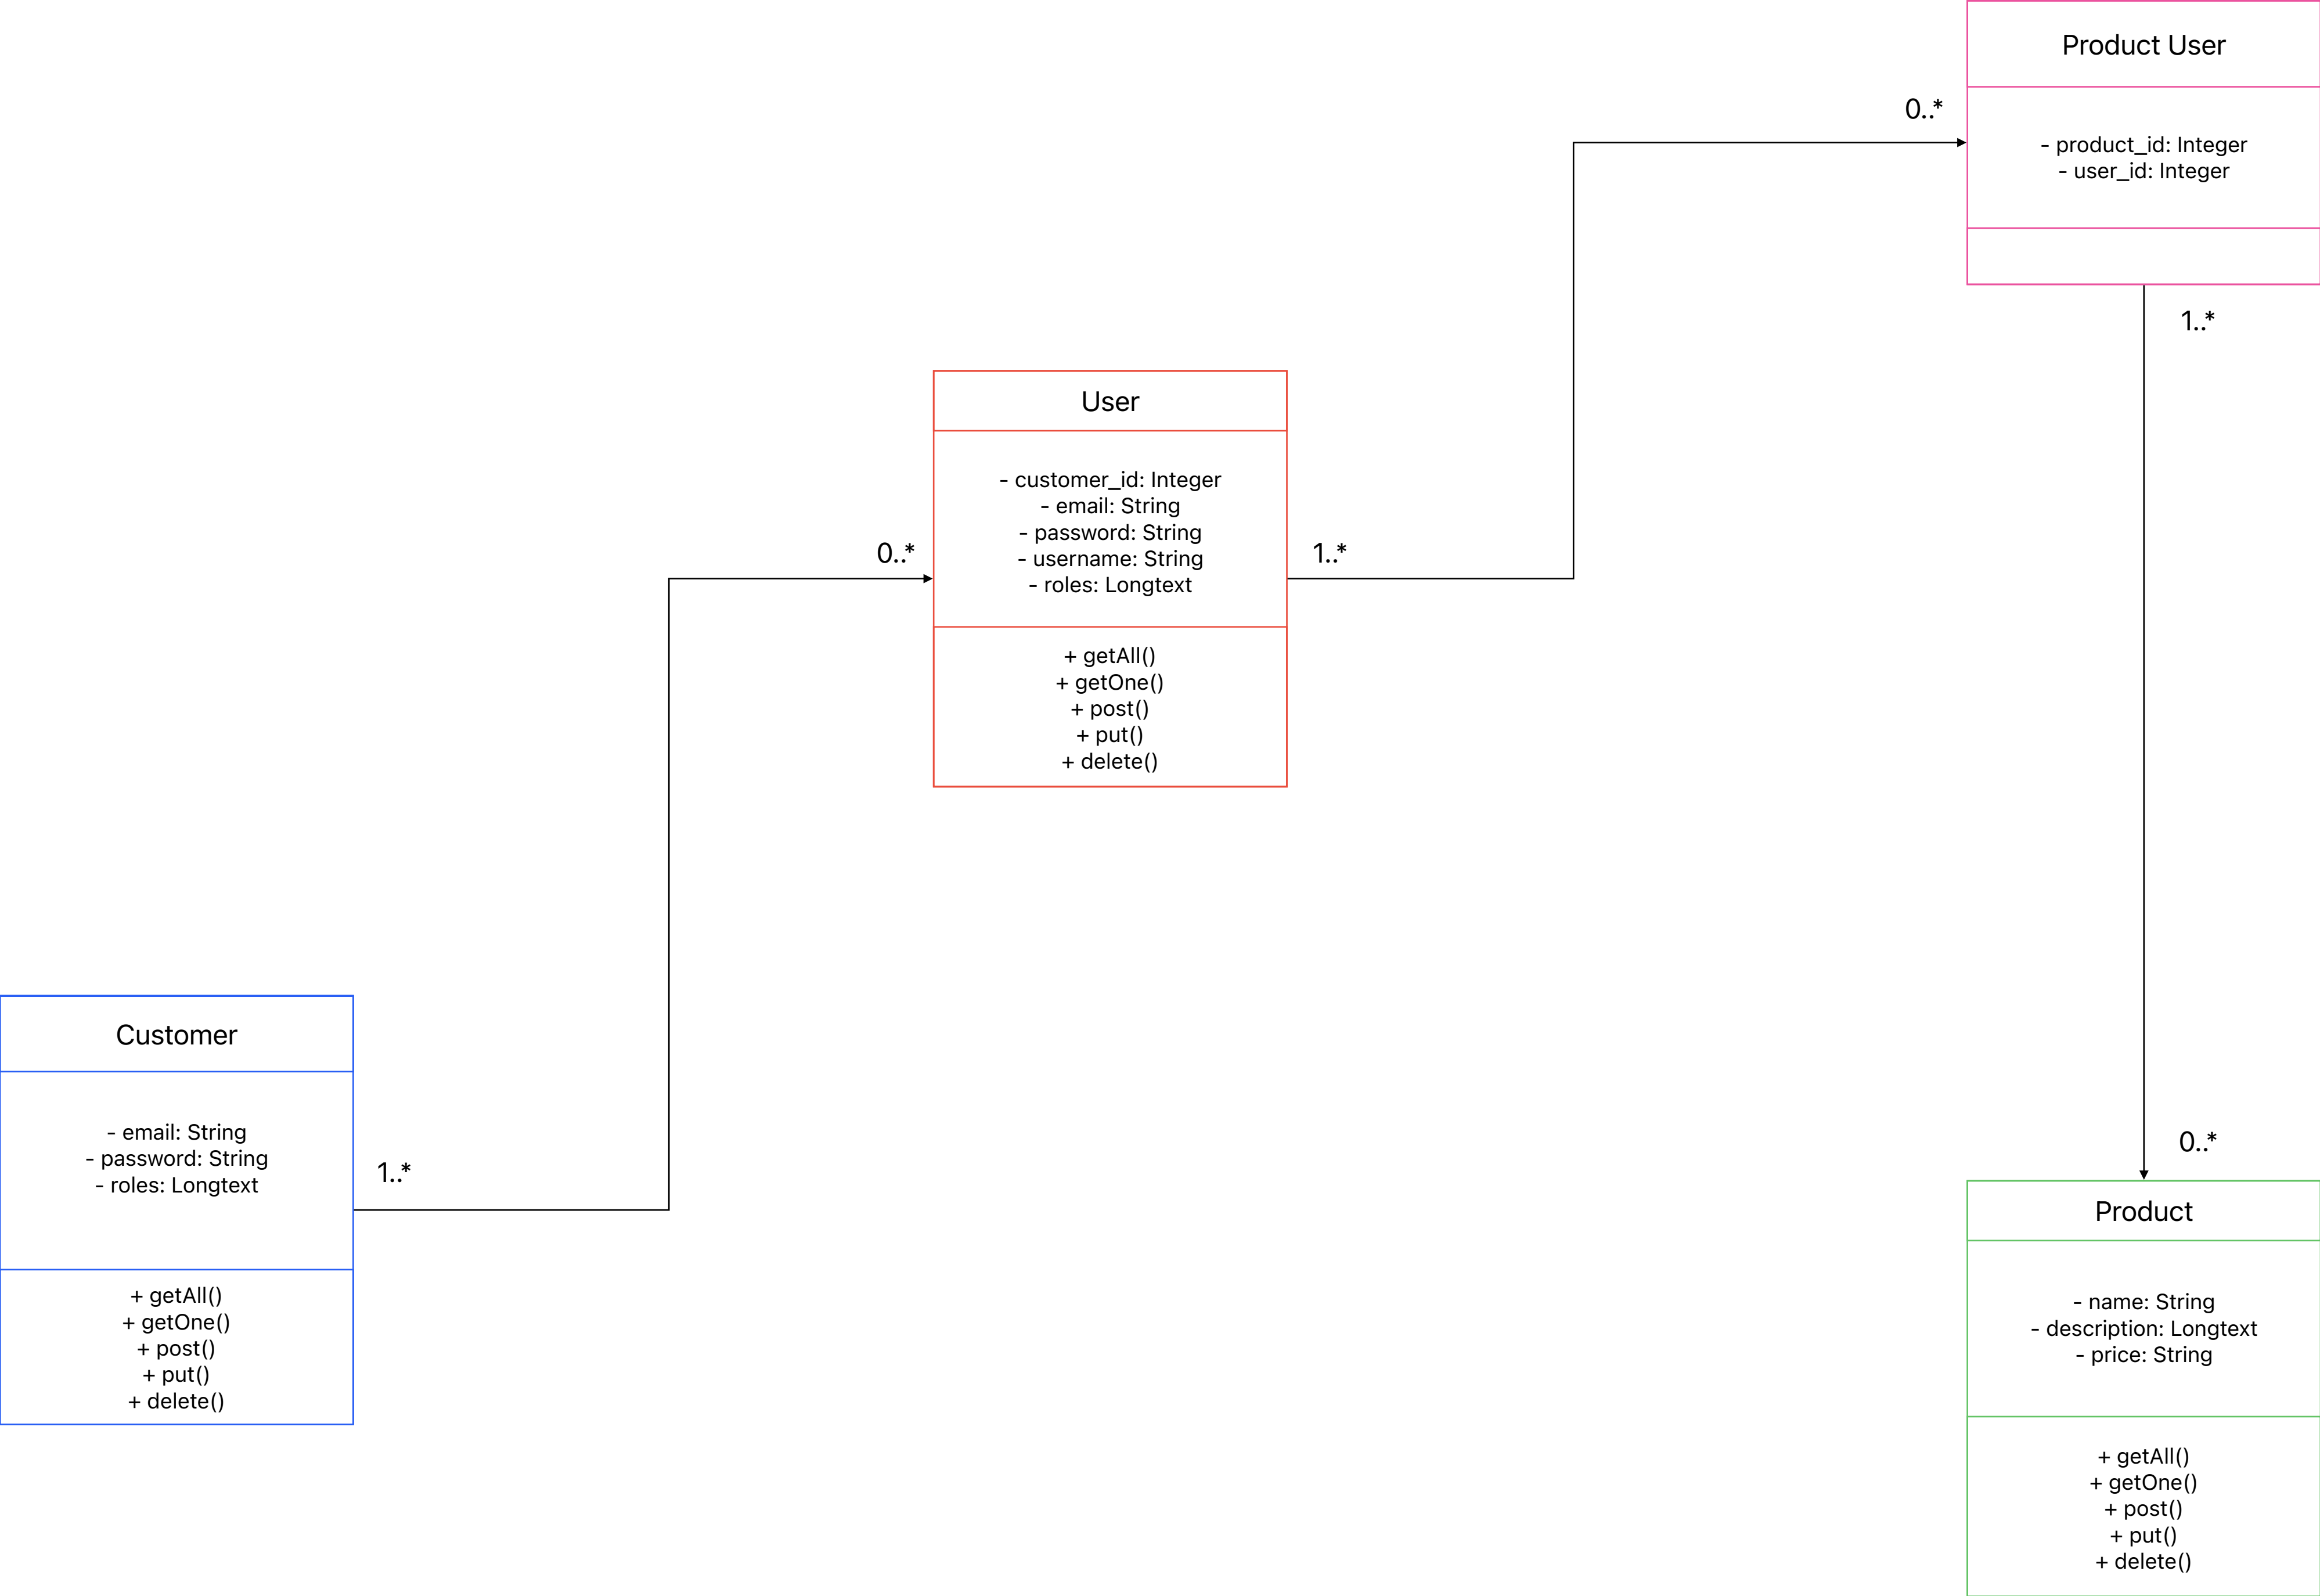 Product User
0..*
- product_id: Integer
- user_id: Integer
1..*
User
- customer_id: Integer
- email: String
- password: String
- username: String
- roles: Longtext
0..*
1..*
+ getAll()
+ getOne()
+ post()
+ put()
+ delete()
Customer
- email: String
- password: String
- roles: Longtext
1..*
+ getAll()
+ getOne()
+ post()
+ put()
+ delete()
0..*
Product
- name: String
- description: Longtext
- price: String
+ getAll()
+ getOne()
+ post()
+ put()
+ delete()